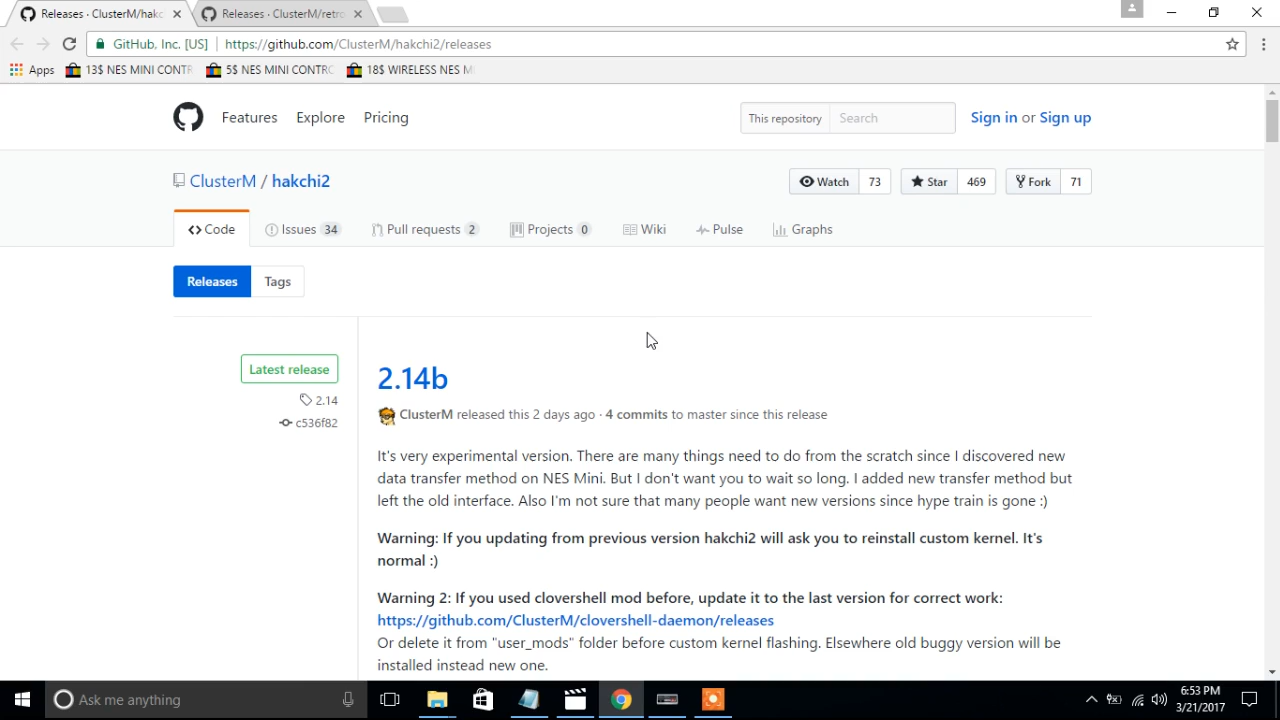 Releases · ClusterM/hakc
Releases · ClusterM/retro
GitHub, Inc. [US]
https://github.com/ClusterM/hakchi2/releases
Apps
13$ NES MINI CONTR
5$ NES MINI CONTRC
18$ WIRELESS NES M
Features
Explore
Pricing
This repository
Search
Sign in or Sign up
ClusterM / hakchi2
Watch 73
Star 469
Fork 71
Code
Issues 34
Pull requests 2
Projects 0
Wiki
Pulse
Graphs
Releases
Tags
Latest release
2.14
c536f82
2.14b
ClusterM released this 2 days ago · 4 commits to master since this release
It's very experimental version. There are many things need to do from the scratch since I discovered new
data transfer method on NES Mini. But I don't want you to wait so long. I added new transfer method but
left the old interface. Also I'm not sure that many people want new versions since hype train is gone :)
Warning: If you updating from previous version hakchi2 will ask you to reinstall custom kernel. It's
normal :)
Warning 2: If you used clovershell mod before, update it to the last version for correct work:
https://github.com/ClusterM/clovershell-daemon/releases
Or delete it from "user_mods" folder before custom kernel flashing. Elsewhere old buggy version will be
installed instead new one.
Ask me anything
6:53 PM
3/21/2017